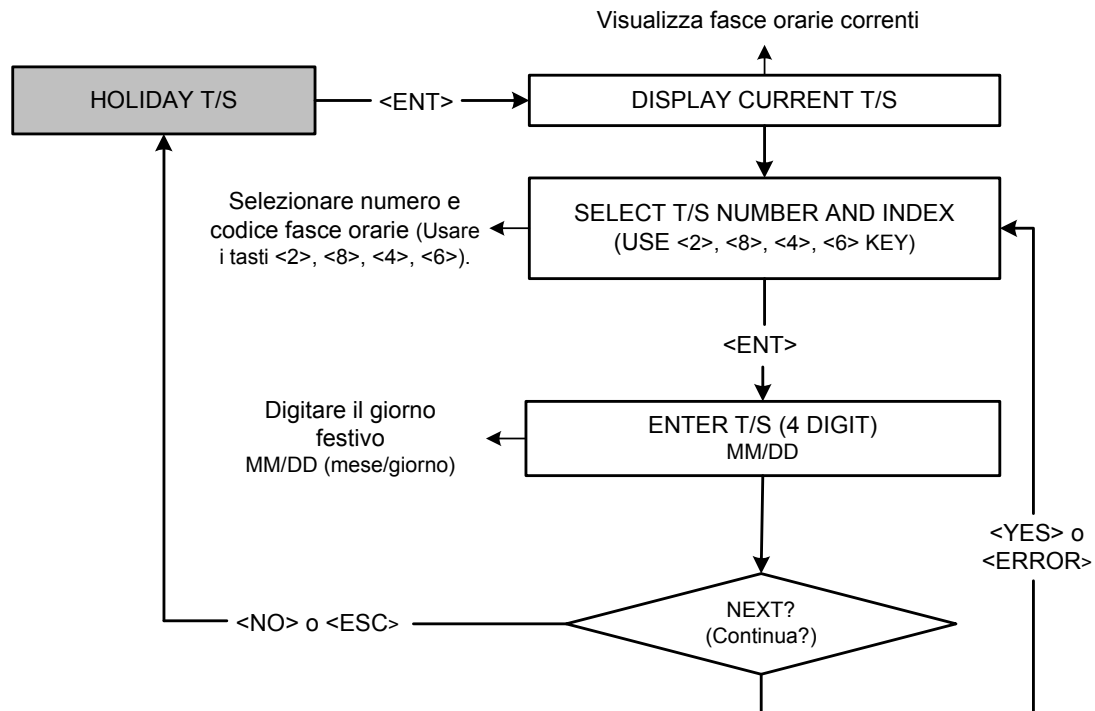 Visualizza fasce orarie correnti
HOLIDAY T/S
<ENT>
DISPLAY CURRENT T/S
Selezionare numero e
codice fasce orarie (Usare
i tasti <2>, <8>, <4>, <6>).
SELECT T/S NUMBER AND INDEX
(USE <2>, <8>, <4>, <6> KEY)
<ENT>
Digitare il giorno
festivo
MM/DD (mese/giorno)
ENTER T/S (4 DIGIT)
MM/DD
<YES> o
<ERROR>
<NO> o <ESC>
NEXT?
(Continua?)